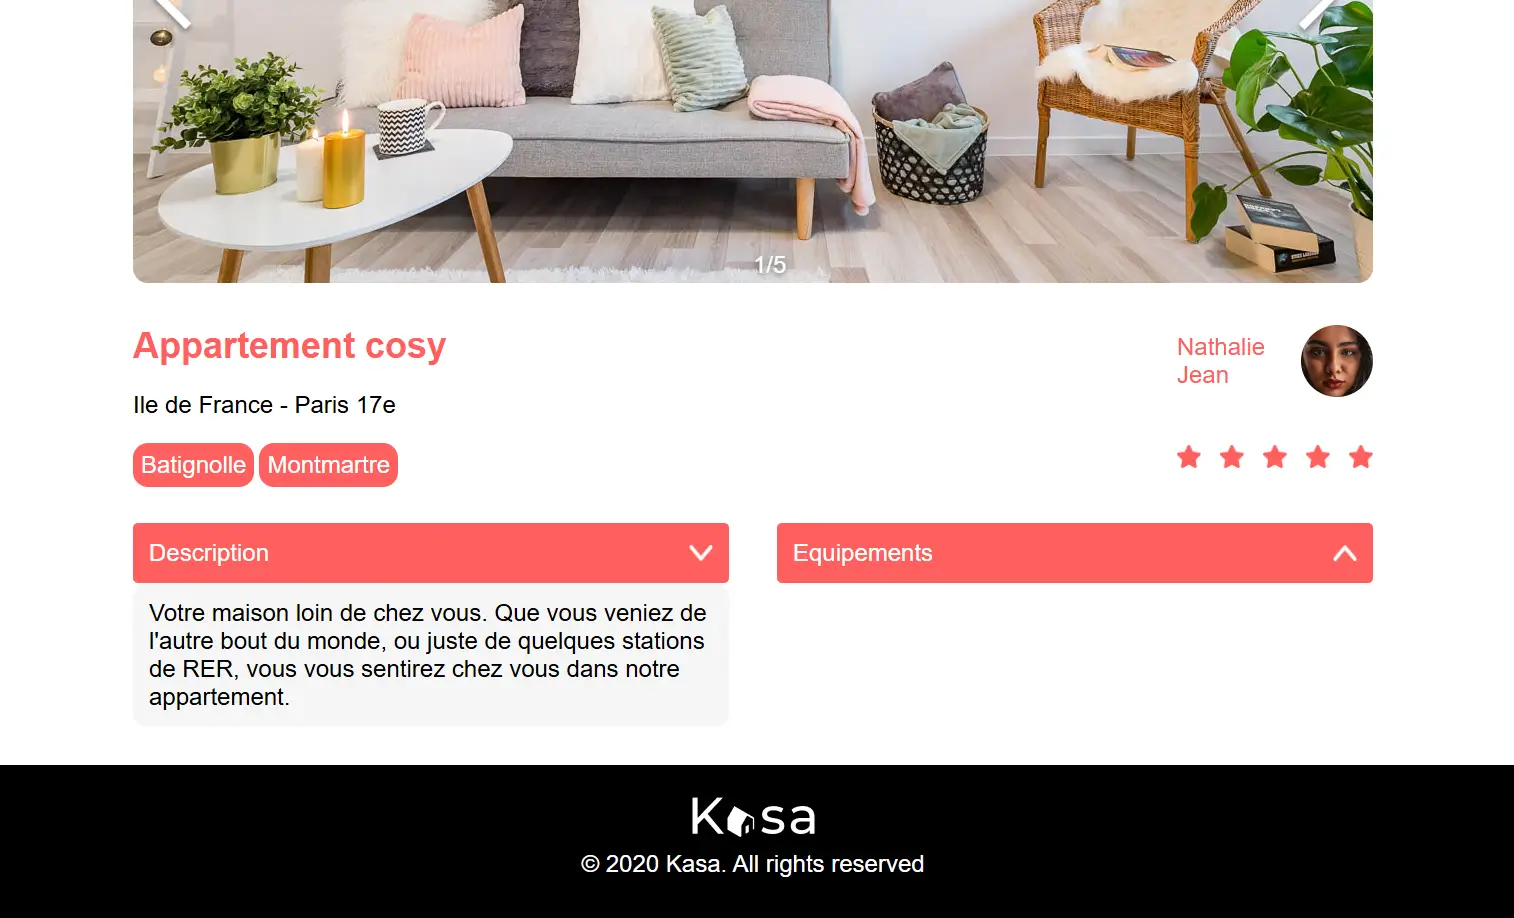 1/5
Appartement cosy
Nathalie
Jean
Ile de France - Paris 17e
Batignolle Montmartre
Description
Equipements
Votre maison loin de chez vous. Que vous veniez de
l'autre bout du monde, ou juste de quelques stations
de RER, vous vous sentirez chez vous dans notre
appartement.
Kasa
© 2020 Kasa. All rights reserved